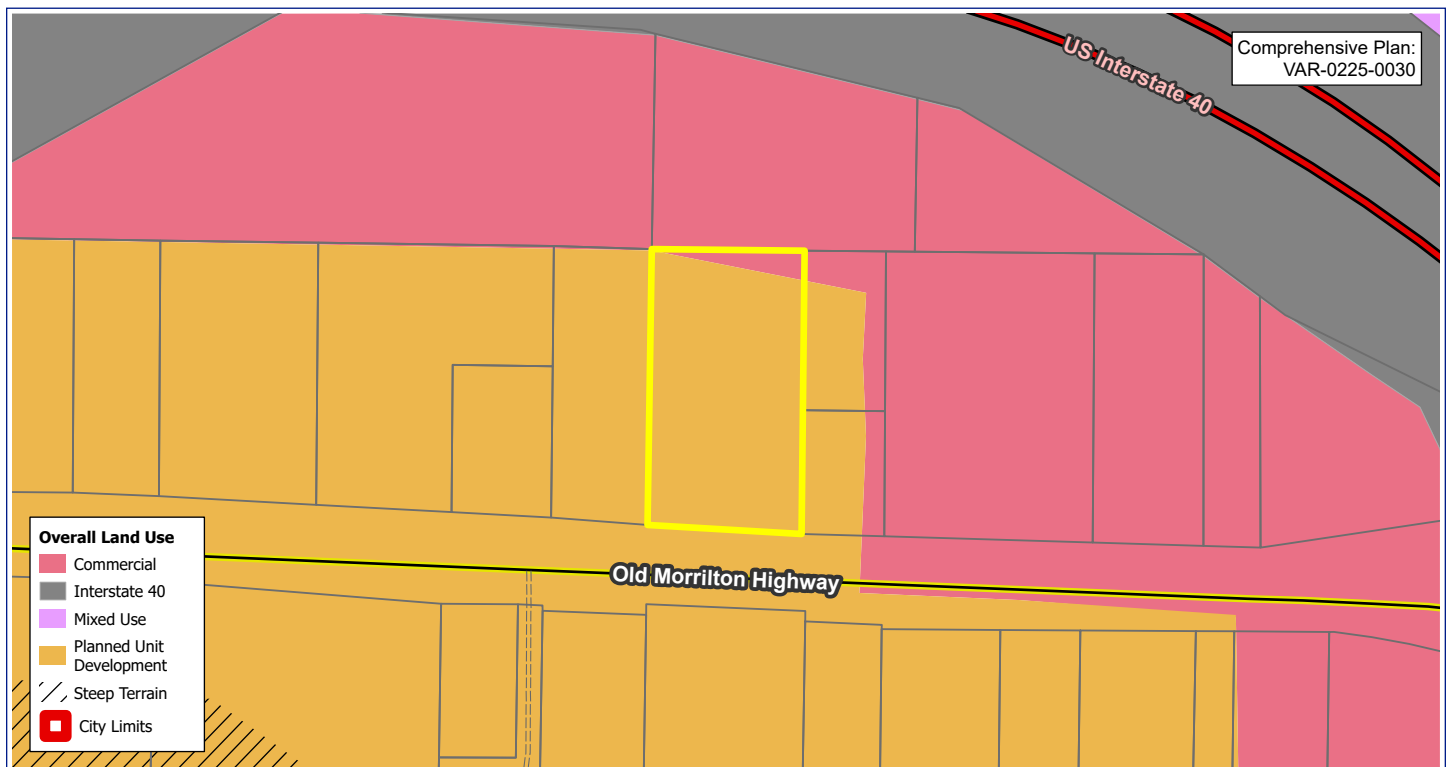 Comprehensive Plan:
VAR-0225-0030
US Interstate 40
Old Morrilton Highway
Overall Land Use
Commercial
Interstate 40
Mixed Use
Planned Unit
Development
Steep Terrain
City Limits